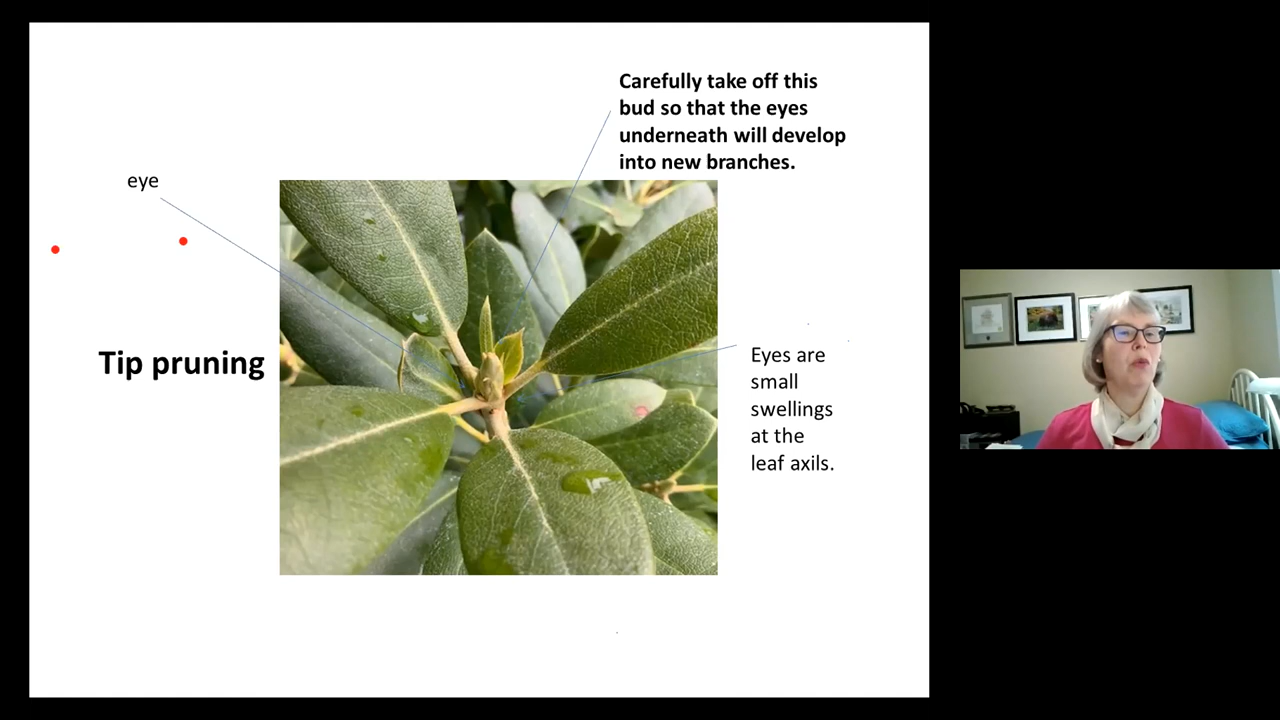 Carefully take off this
bud so that the eyes
underneath will develop
into new branches.
eye
Tip pruning
Eyes are
small
swellings
at the
leaf axils.